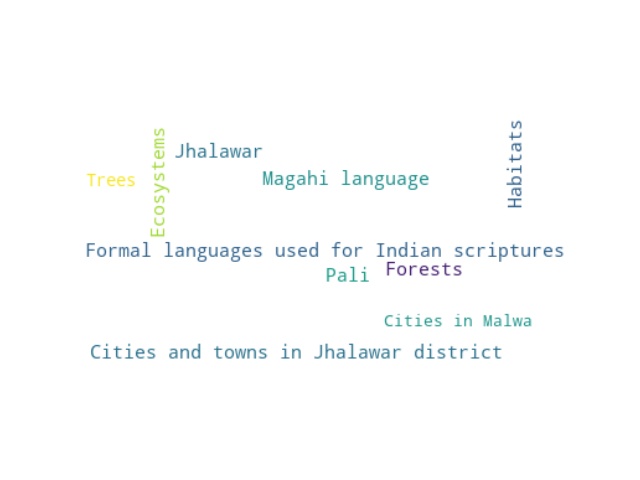 Habitats
Ecosystems
Jhalawar
Trees
Magahi language
Formal languages used for Indian scriptures
Forests
Pali
Cities in Malwa
Cities and towns in Jhalawar district